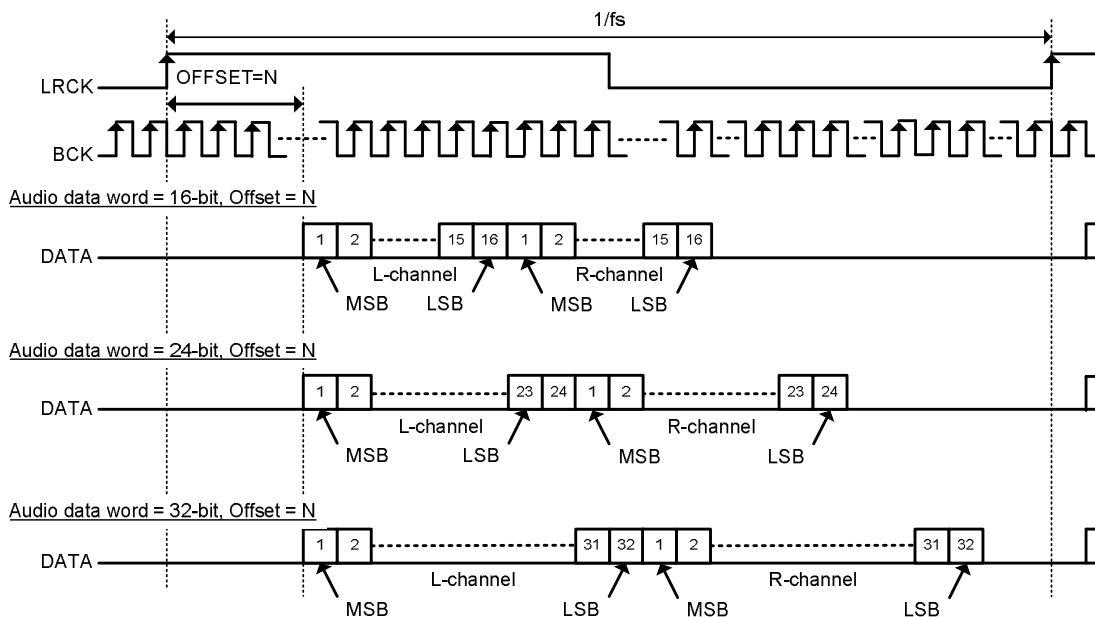 1/fs
LRCK
OFFSET=N
BCK
Audio data word = 16-bit, Offset = N
DATA
1 2 15 16 1 2 15 16
L-channel R-channel
MSB LSB MSB LSB
Audio data word = 24-bit, Offset = N
DATA
1 2 23 24 1 2 23 24
L-channel R-channel
MSB LSB MSB LSB
Audio data word = 32-bit, Offset = N
DATA
1 2 31 32 1 2 31 32
L-channel R-channel
MSB LSB MSB LSB